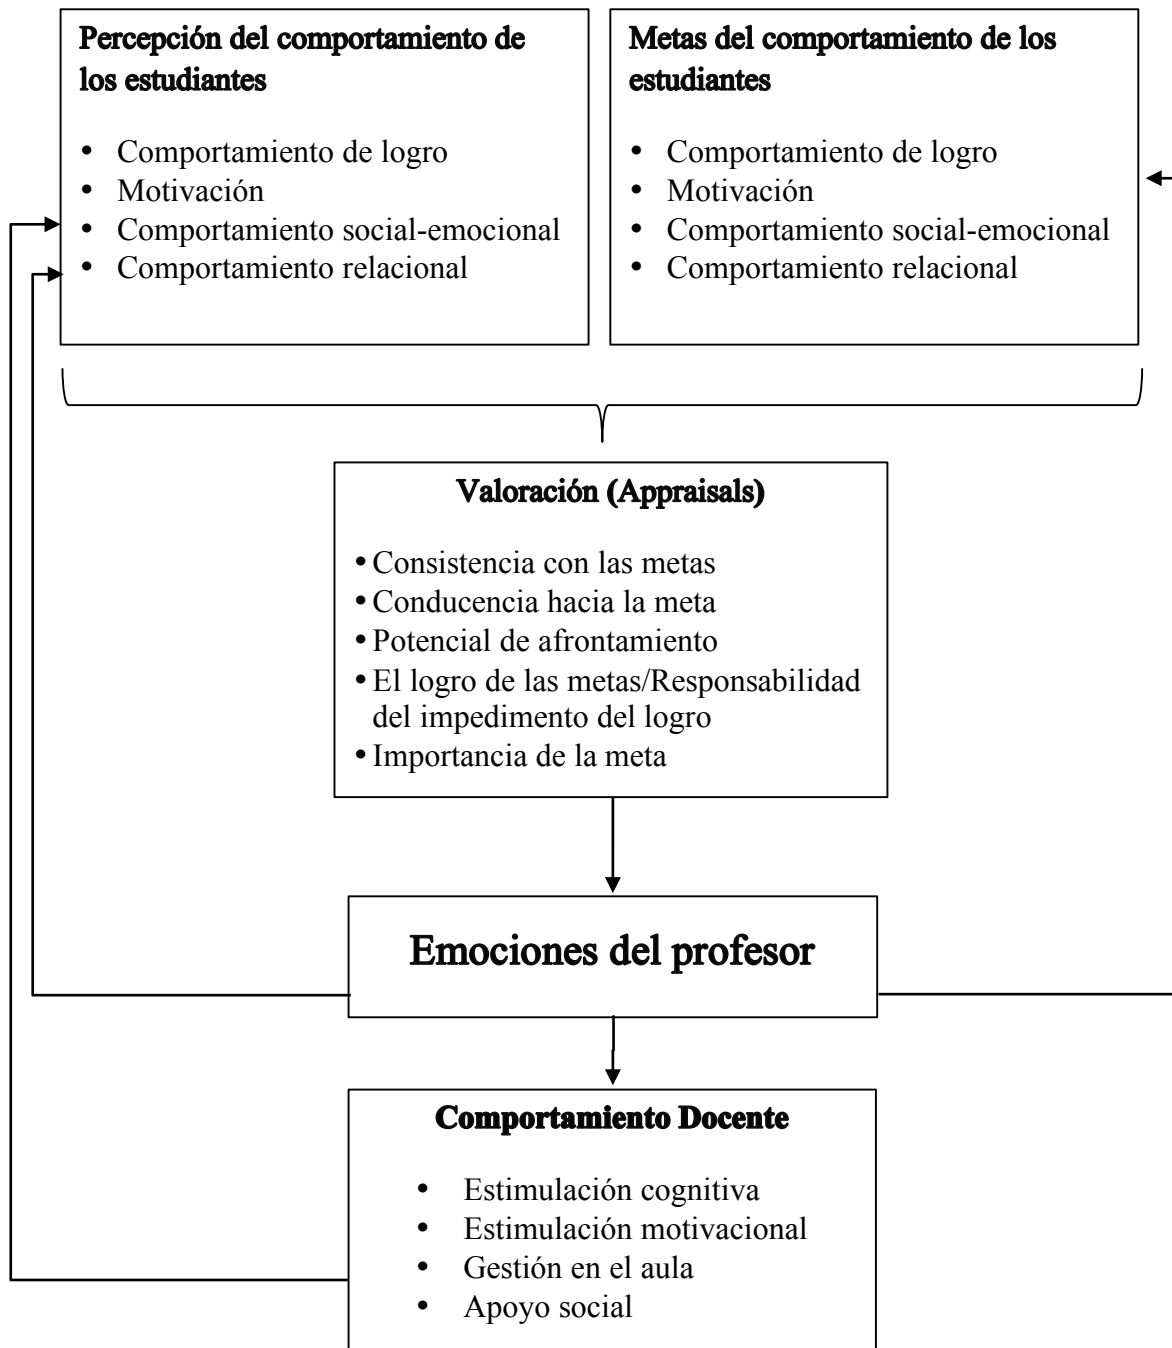 Percepción del comportamiento de
los estudiantes
• Comportamiento de logro
• Motivación
• Comportamiento social-emocional
• Comportamiento relacional
Metas del comportamiento de los
estudiantes
• Comportamiento de logro
• Motivación
• Comportamiento social-emocional
• Comportamiento relacional
Valoración (Appraisals)
• Consistencia con las metas
• Conducencia hacia la meta
• Potencial de afrontamiento
• El logro de las metas/Responsabilidad
del impedimento del logro
• Importancia de la meta
Emociones del profesor
Comportamiento Docente
• Estimulación cognitiva
• Estimulación motivacional
• Gestión en el aula
• Apoyo social